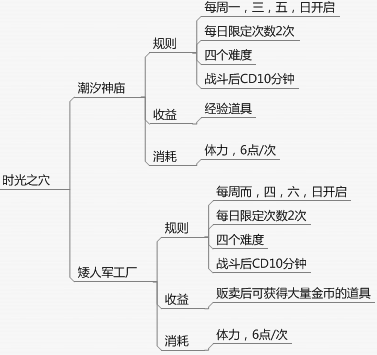 时光之穴
潮汐神庙
规则
每周一，三，五，日开启
每日限定次数2次
四个难度
战斗后CD10分钟
收益
经验道具
消耗
体力，6点/次
矮人军工厂
规则
每周而，四，六，日开启
每日限定次数2次
四个难度
战斗后CD10分钟
收益
贩卖后可获得大量金币的道具
消耗
体力，6点/次